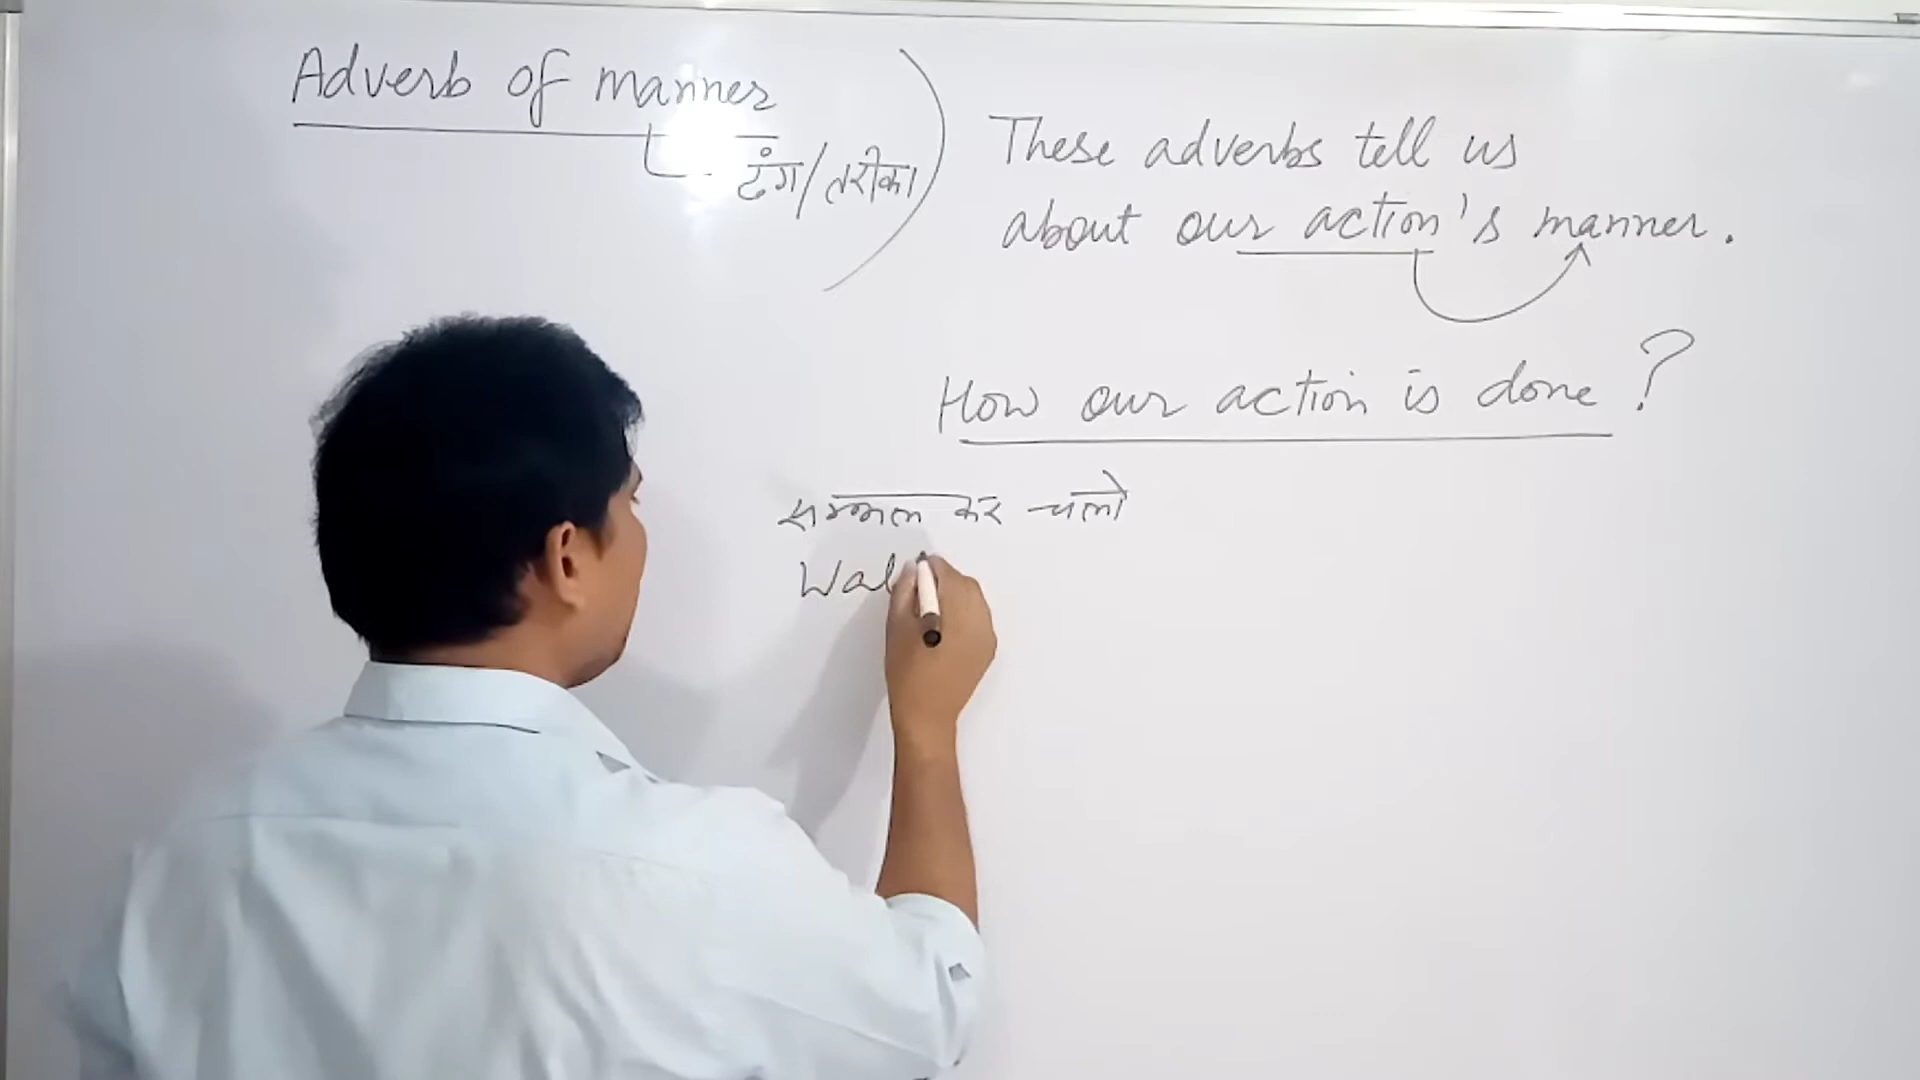 Adverb of manner
ढंग/तरीका
These adverbs tell us
about our action's manner.
How our action is done?
सम्भल कर चलो
Wal